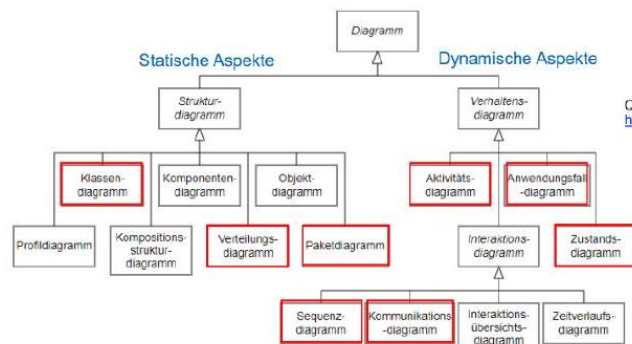 Diagramm
Statische Aspekte
Dynamische Aspekte
Struktur-
diagramm
Verhaltens-
diagramm
Q
h
Klassen-
diagramm
Komponenten-
diagramm
Objekt-
diagramm
Aktivitäts-
diagramm
Anwendungsfall
-diagramm
Profildiagramm
Kompositions-
struktur-
diagramm
Verteilungs-
diagramm
Paketdiagramm
Interaktions-
diagramm
Zustands-
diagramm
Sequenz-
diagramm
Kommunikations
-diagramm
Interaktions-
übersichts-
diagramm
Zeitverlaufs-
diagramm